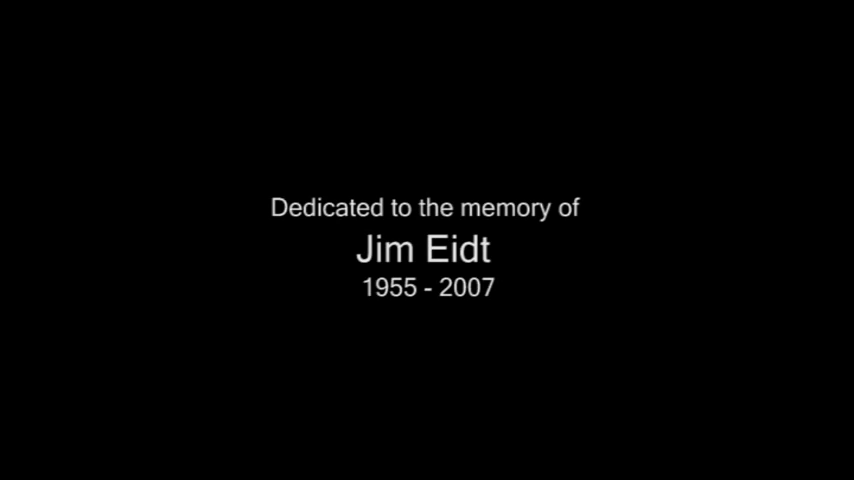 Dedicated to the memory of
Jim Eidt
1955 - 2007